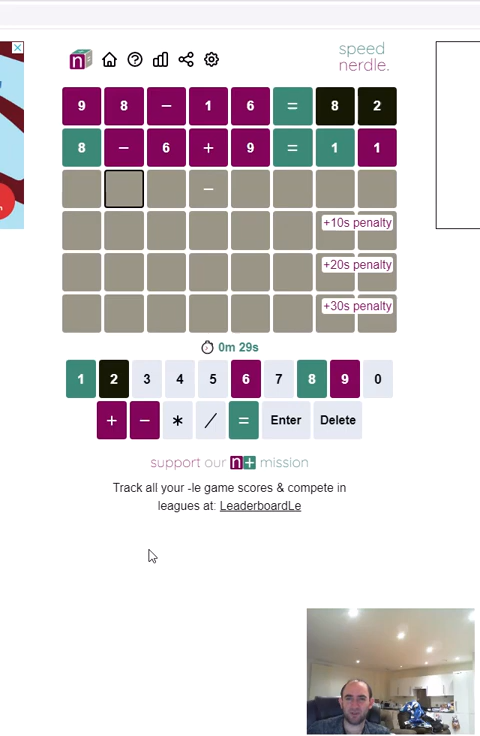 speed
nerdle.
n
9 8 − 1 6 = 8 2
8 − 6 + 9 = 1 1
−
+10s penalty
+20s penalty
+30s penalty
0m 29s
1 2 3 4 5 6 7 8 9 0
+ − * / = Enter Delete
support our n+ mission
Track all your -le game scores & compete in
leagues at: LeaderboardLe